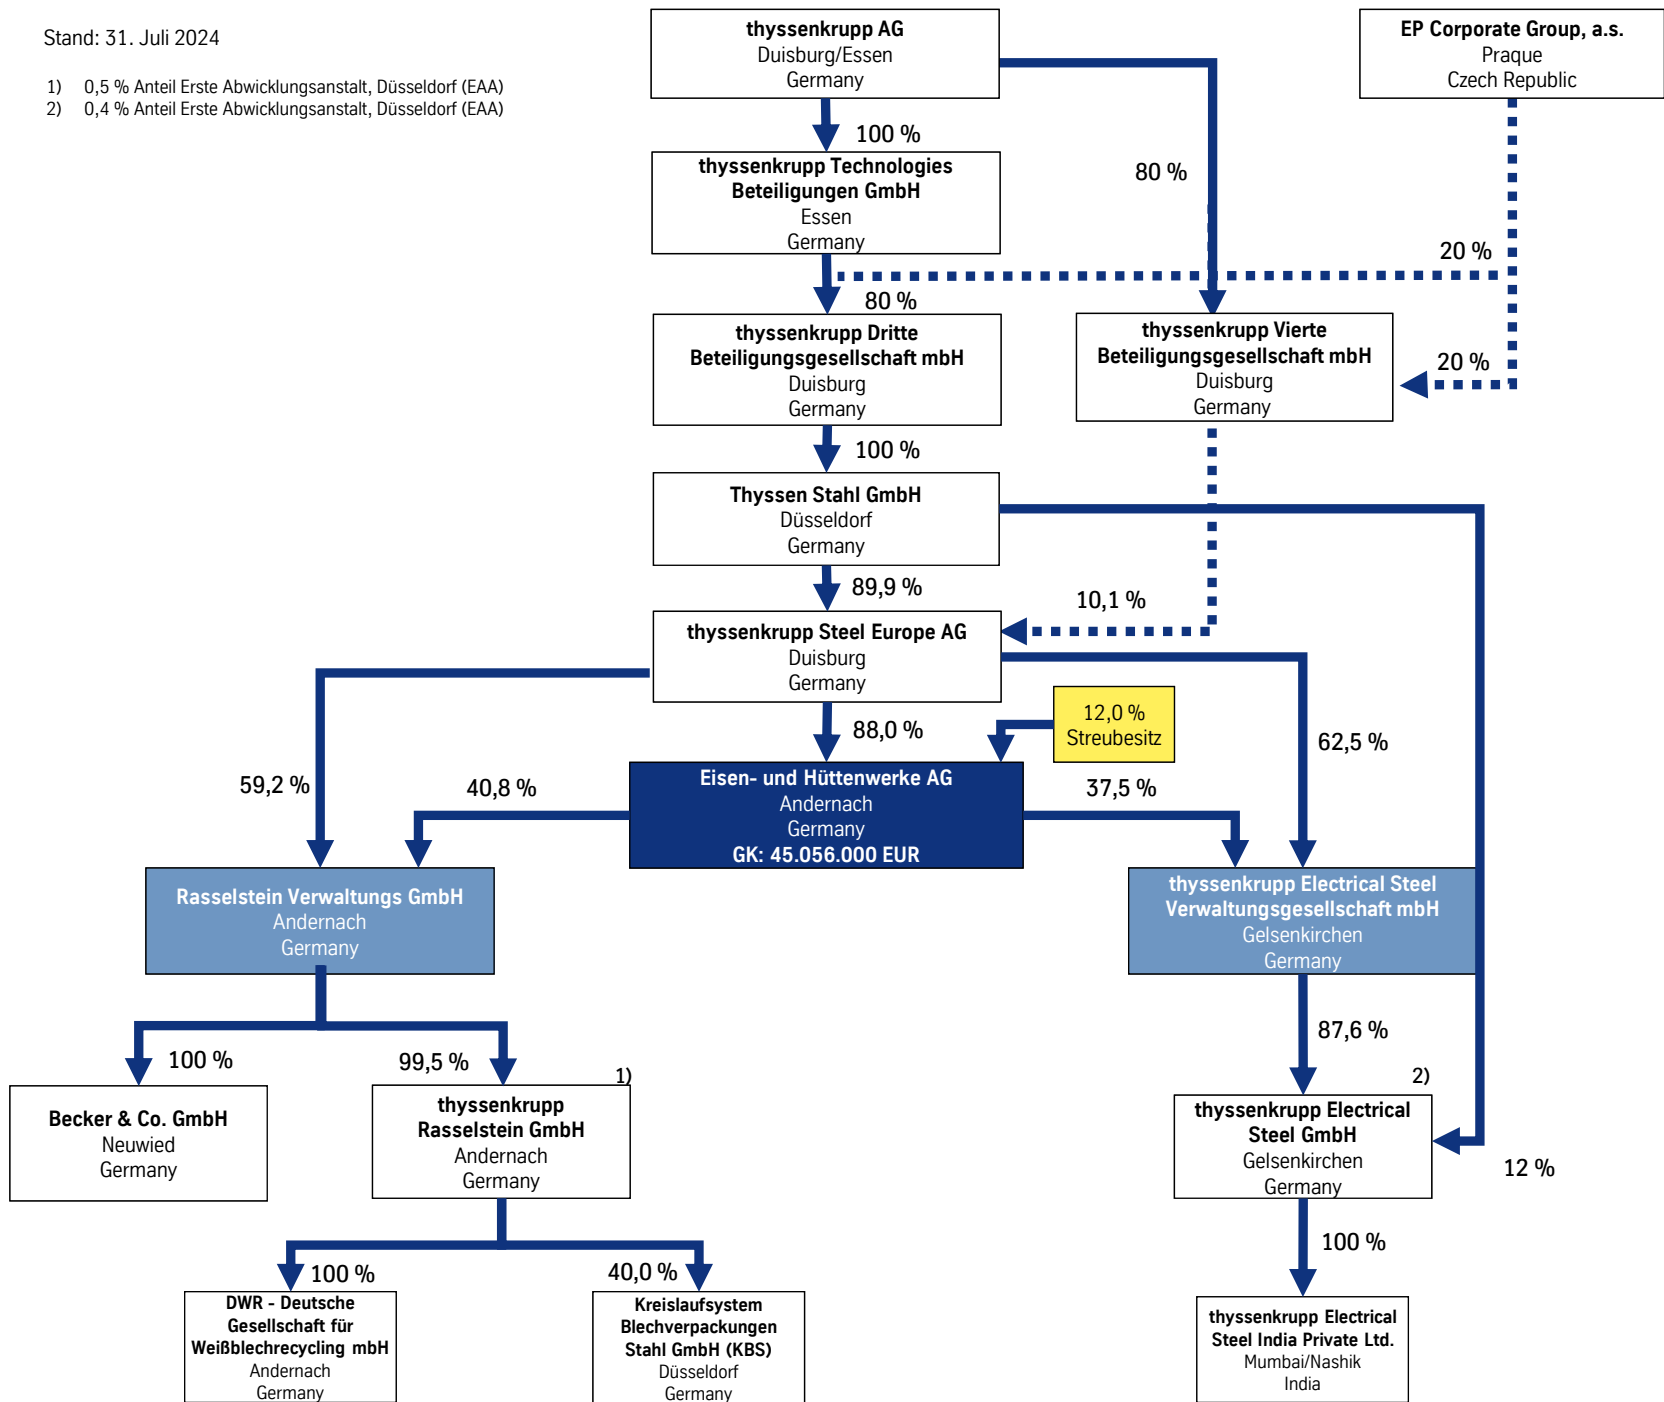 Stand: 31. Juli 2024
1) 0,5 % Anteil Erste Abwicklungsanstalt, Düsseldorf (EAA)
2) 0,4 % Anteil Erste Abwicklungsanstalt, Düsseldorf (EAA)
thyssenkrupp AG
Duisburg/Essen
Germany
EP Corporate Group, a.s.
Praque
Czech Republic
100 %
80 %
thyssenkrupp Technologies
Beteiligungen GmbH
Essen
Germany
20 %
80 %
thyssenkrupp Dritte
Beteiligungsgesellschaft mbH
Duisburg
Germany
thyssenkrupp Vierte
Beteiligungsgesellschaft mbH
Duisburg
Germany
20 %
100 %
Thyssen Stahl GmbH
Düsseldorf
Germany
89,9 %
10,1 %
thyssenkrupp Steel Europe AG
Duisburg
Germany
88,0 %
12,0 %
Streubesitz
62,5 %
59,2 %
40,8 %
Eisen- und Hüttenwerke AG
Andernach
Germany
GK: 45.056.000 EUR
37,5 %
Rasselstein Verwaltungs GmbH
Andernach
Germany
thyssenkrupp Electrical Steel
Verwaltungsgesellschaft mbH
Gelsenkirchen
Germany
100 %
99,5 %
1)
87,6 %
2)
Becker & Co. GmbH
Neuwied
Germany
thyssenkrupp
Rasselstein GmbH
Andernach
Germany
thyssenkrupp Electrical
Steel GmbH
Gelsenkirchen
Germany
12 %
100 %
40,0 %
100 %
DWR - Deutsche
Gesellschaft für
Weißblechrecycling mbH
Andernach
Germany
Kreislaufsystem
Blechverpackungen
Stahl GmbH (KBS)
Düsseldorf
Germany
thyssenkrupp Electrical
Steel India Private Ltd.
Mumbai/Nashik
India